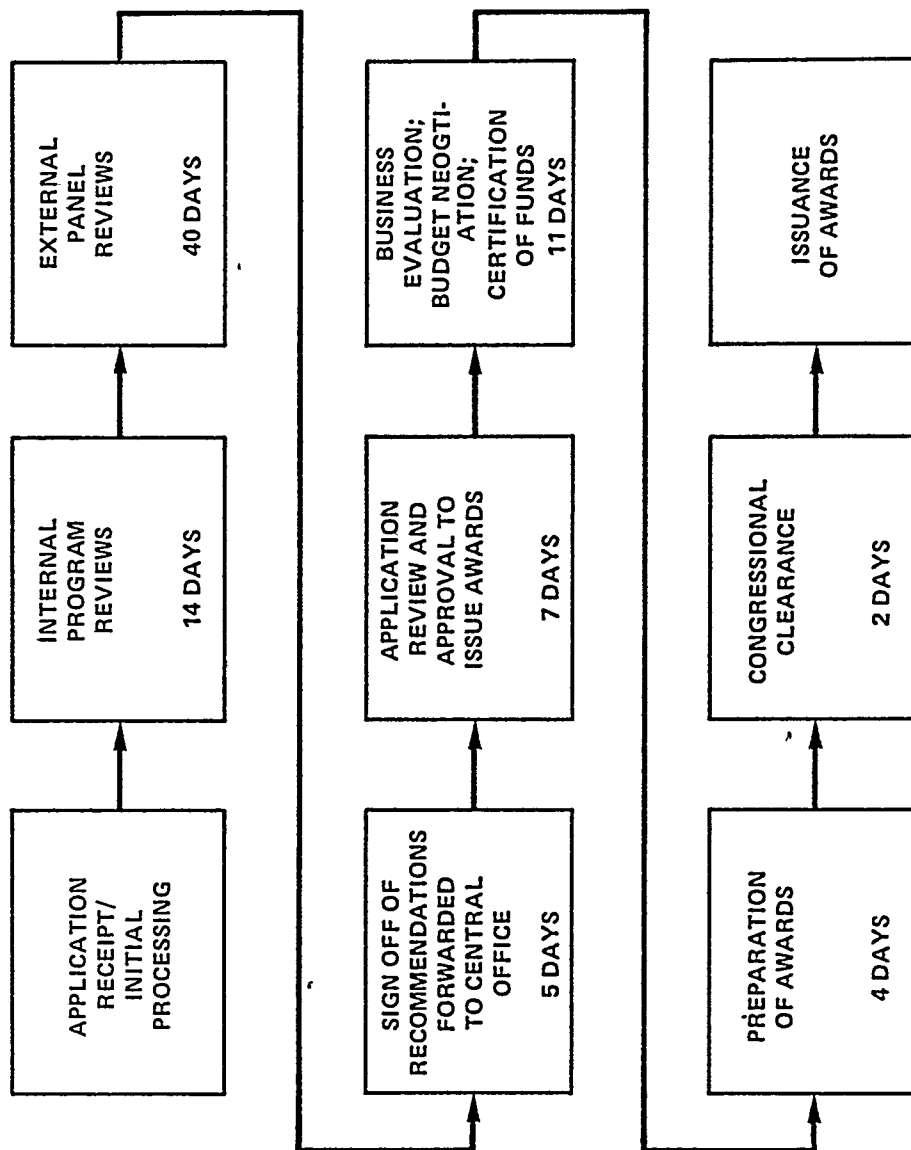 APPLICATION
RECEIPT/
INITIAL
PROCESSING
INTERNAL
PROGRAM
REVIEWS
14 DAYS
EXTERNAL
PANEL
REVIEWS
40 DAYS
SIGN OFF OF
RECOMMENDATIONS
FORWARDED
TO CENTRAL
OFFICE
5 DAYS
APPLICATION
REVIEW AND
APPROVAL TO
ISSUE AWARDS
7 DAYS
BUSINESS
EVALUATION;
BUDGET NEOGTI-
ATION;
CERTIFICATION
OF FUNDS
11 DAYS
PREPARATION
OF AWARDS
4 DAYS
CONGRESSIONAL
CLEARANCE
2 DAYS
ISSUANCE
OF AWARDS